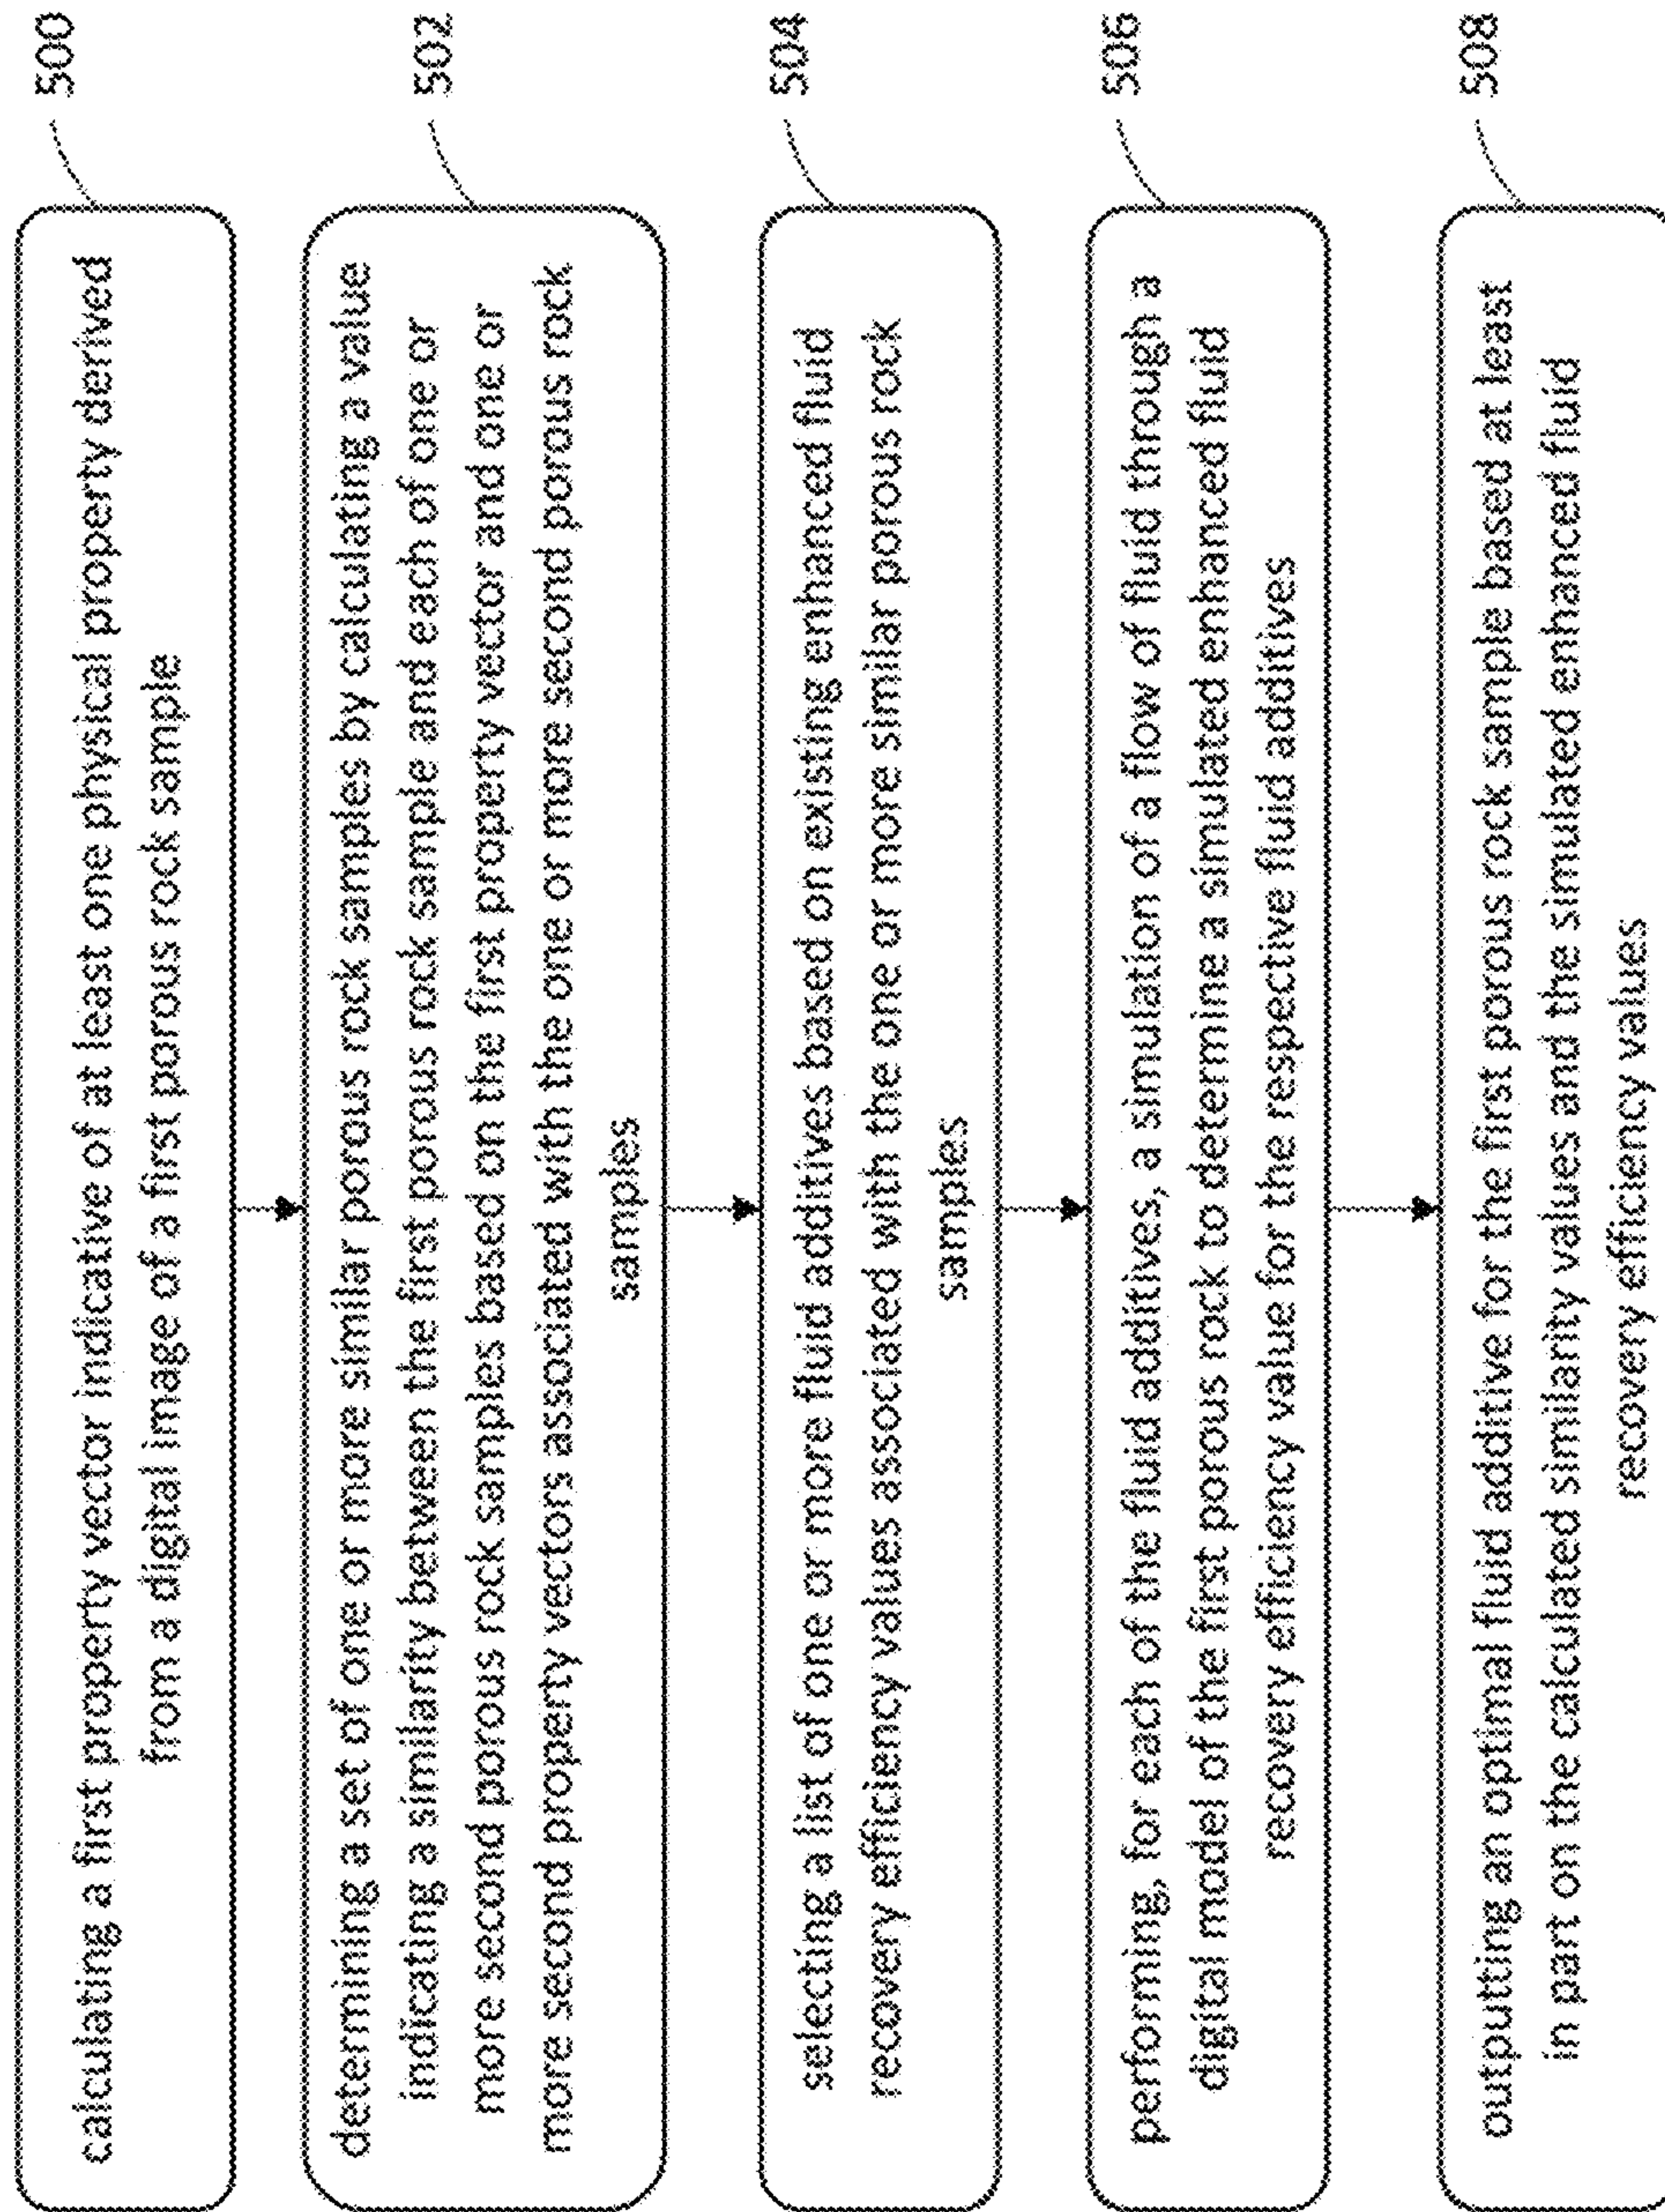 calculating a first property vector indicative of at least one physical property derived
from a digital image of a first porous rock sample
500
determining a set of one or more similar porous rock samples by calculating a value
indicating a similarity between the first porous rock sample and each of one or
more second porous rock samples based on the first property vector and one or
more second property vectors associated with the one or more second porous rock
samples
502
selecting a list of one or more fluid additives based on existing enhanced fluid
recovery efficiency values associated with the one or more similar porous rock
samples
504
performing, for each of the fluid additives, a simulation of a flow of fluid through a
digital model of the first porous rock to determine a simulated enhanced fluid
recovery efficiency value for the respective fluid additives
506
outputting an optimal fluid additive for the first porous rock sample based at least
in part on the calculated similarity values and the simulated enhanced fluid
recovery efficiency values
508